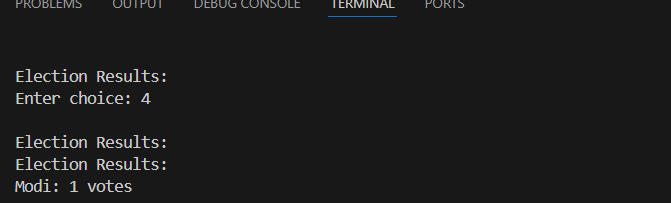 PROBLEMS OUTPUT DEBUG CONSOLE TERMINAL PORTS
Election Results:
Enter choice: 4
Election Results:
Election Results:
Modi: 1 votes